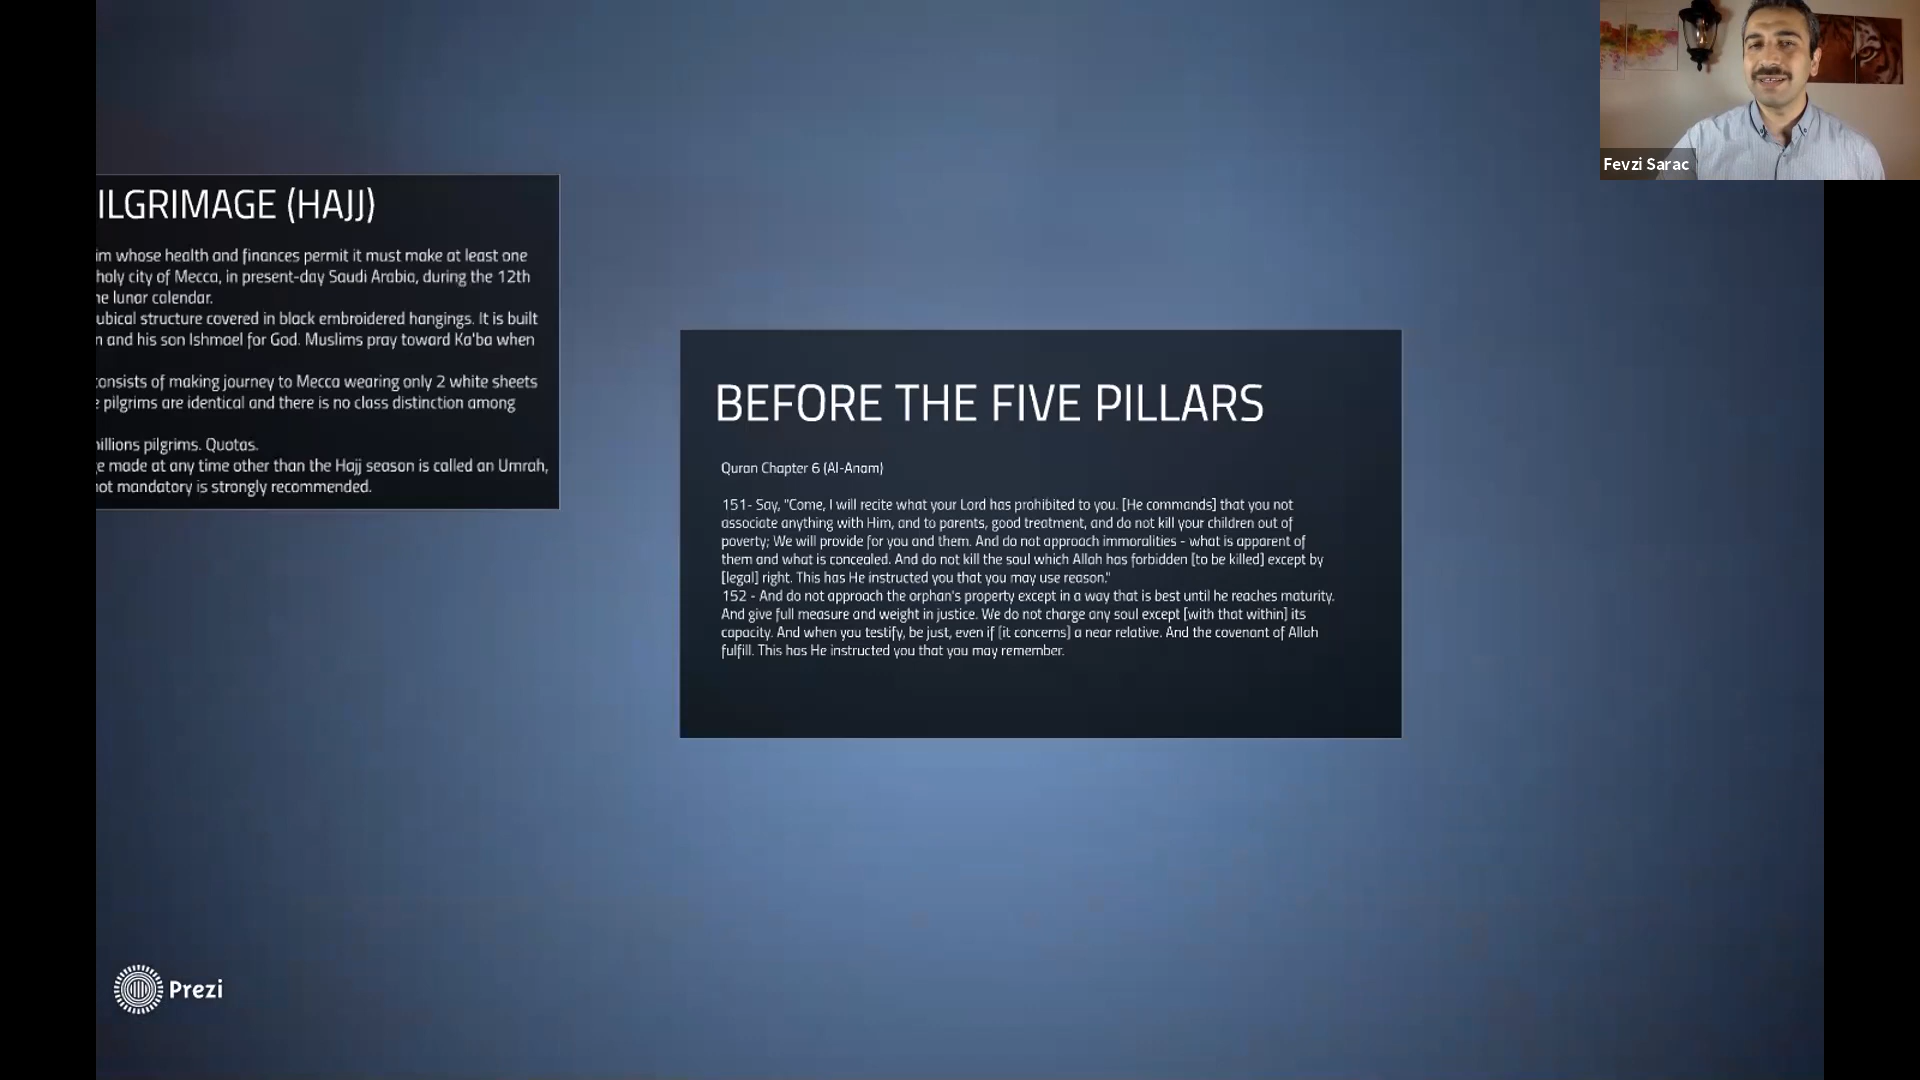 ILGRIMAGE (HAJJ)
im whose health and finances permit it must make at least one
holy city of Mecca, in present-day Saudi Arabia, during the 12th
he lunar calendar.
ubical structure covered in black embroidered hangings. It is built
n and his son Ishmael for God. Muslims pray toward Ka'ba when
consists of making journey to Mecca wearing only 2 white sheets
e pilgrims are identical and there is no class distinction among
millions pilgrims. Quotas.
e made at any time other than the Hajj season is called an Umrah,
not mandatory is strongly recommended.
BEFORE THE FIVE PILLARS
Quran Chapter 6 (Al-Anam)
151- Say, "Come, I will recite what your Lord has prohibited to you. [He commands] that you not
associate anything with Him, and to parents, good treatment, and do not kill your children out of
poverty; We will provide for you and them. And do not approach immoralities - what is apparent of
them and what is concealed. And do not kill the soul which Allah has forbidden [to be killed] except by
[legal] right. This has He instructed you that you may use reason."
152 - And do not approach the orphan's property except in a way that is best until he reaches maturity.
And give full measure and weight in justice. We do not charge any soul except [with that within] its
capacity. And when you testify, be just, even if [it concerns] a near relative. And the covenant of Allah
fulfill. This has He instructed you that you may remember.
Fevzi Sarac
Prezi